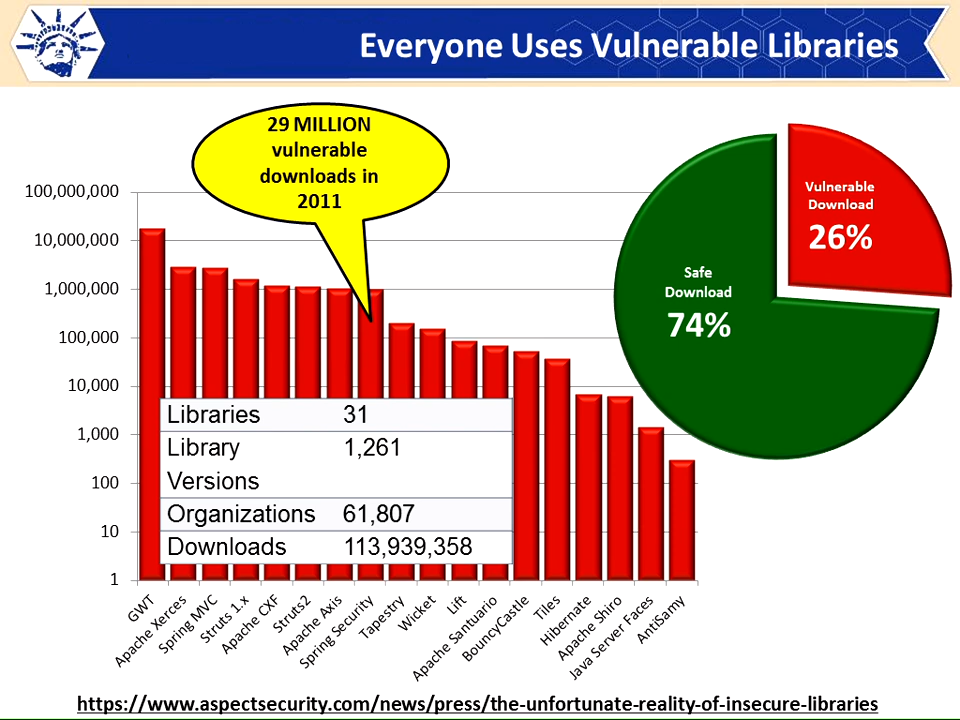 Everyone Uses Vulnerable Libraries
29 MILLION
vulnerable
downloads in
2011
100,000,000
10,000,000
1,000,000
100,000
10,000
1,000
100
10
1
Libraries 31
Library 1,261
Versions
Organizations 61,807
Downloads 113,939,358
GWT
Apache Xerces
Spring MVC
Struts 1.x
Apache CXF
Struts2
Apache Axis
Spring Security
Tapestry
Wicket
Lift
Apache Santuario
BouncyCastle
Tiles
Hibernate
Apache Shiro
Java Server Faces
AntiSamy
Vulnerable
Download
26%
Safe
Download
74%
https://www.aspectsecurity.com/news/press/the-unfortunate-reality-of-insecure-libraries